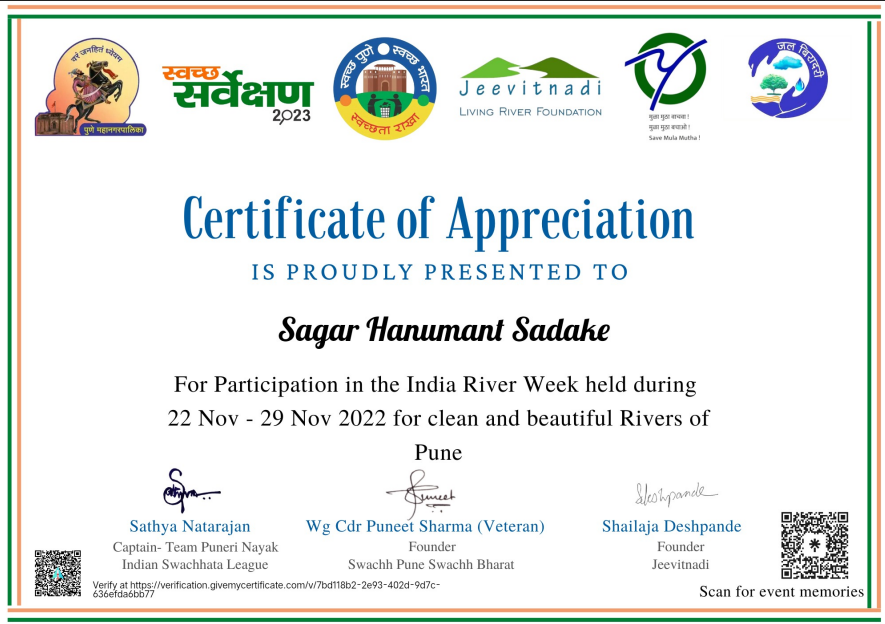 वरं जनहितं ध्येयम
पुणे महानगरपालिका
स्वच्छ
सर्वेक्षण
2023
स्वच्छ पुणे स्वच्छ भारत
स्वच्छता राखा
Jeevitnadi
LIVING RIVER FOUNDATION
मुळा मुठा वाचवा !
मुळा मुठा बचाओ !
Save Mula Mutha !
जल बिरादरी
Certificate of Appreciation
IS PROUDLY PRESENTED TO
Sagar Hanumant Sadake
For Participation in the India River Week held during
22 Nov - 29 Nov 2022 for clean and beautiful Rivers of
Pune
Sathya Natarajan
Captain- Team Puneri Nayak
Indian Swachhata League
Wg Cdr Puneet Sharma (Veteran)
Founder
Swachh Pune Swachh Bharat
Sdeshpande
Shailaja Deshpande
Founder
Jeevitnadi
Verify at https://verification.givemycertificate.com/v/7bd118b2-2e93-402d-9d7c-
636efda6bb77
Scan for event memories